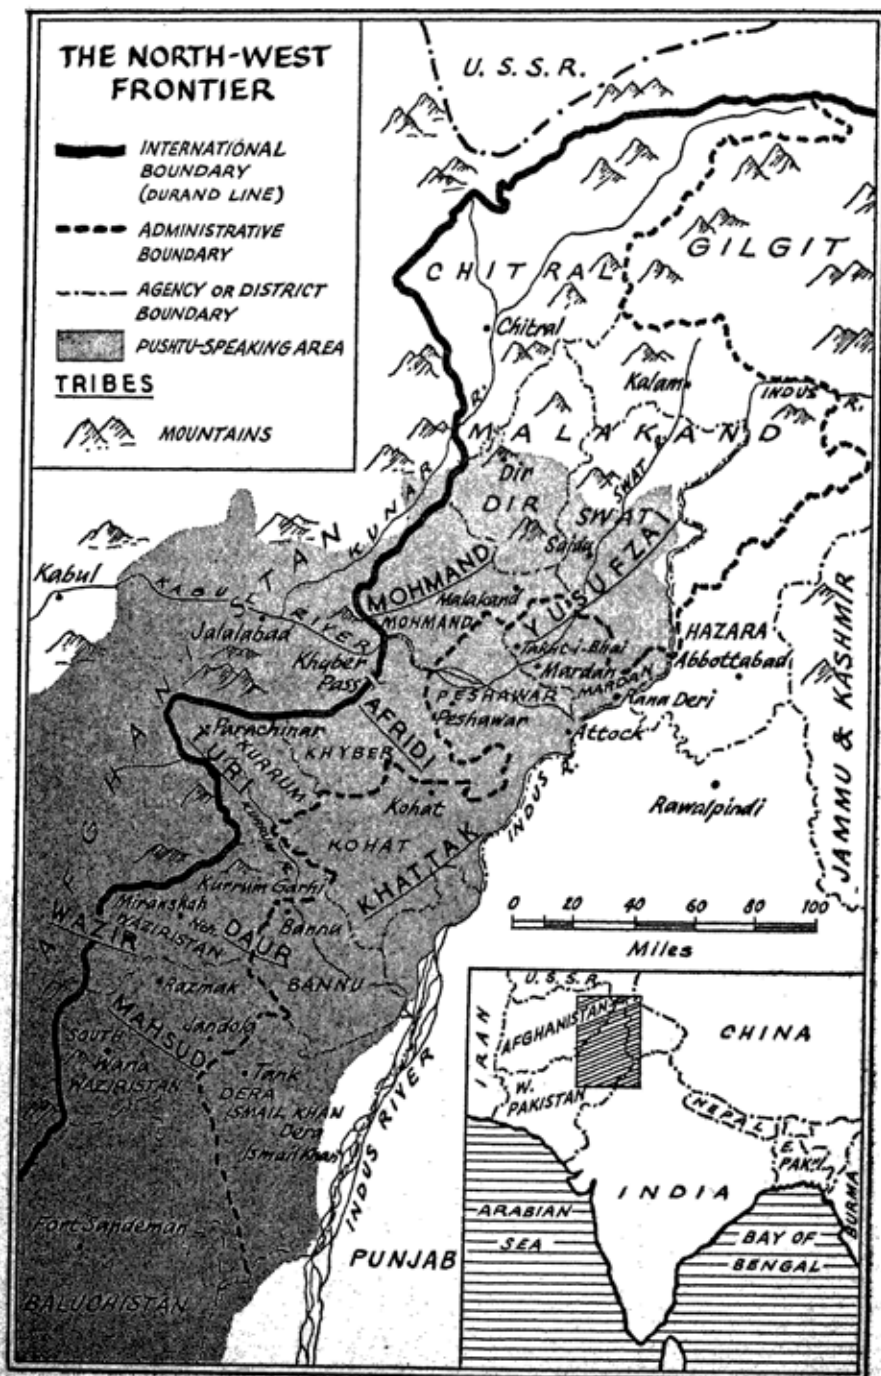 THE NORTH-WEST
FRONTIER
INTERNATIONAL
BOUNDARY
(DURAND LINE)
ADMINISTRATIVE
BOUNDARY
AGENCY OR DISTRICT
BOUNDARY
PUSHTU-SPEAKING AREA
TRIBES
MOUNTAINS
U.S.S.R.
GILGIT
CHITRAL
Chitral
Kalam
INDUS R.
MALAKAND
Dir
DIR
SWAT R.
SWAT
Saidu
KUNAR R.
AFGHANISTAN
Kabul
KABUL RIVER
Jalalabad
MOHMAND
MOHMAND
Malakand
YUSUFZAI
Khyber
Pass
Takht-i-Bhai
Mardan
MARDAN
PESHAWAR
Peshawar
HAZARA
Abbottabad
Rana Deri
Attock
AFRIDI
Parachinar
TURI
KURRUM
KHYBER
Kohat
INDUS R.
Rawalpindi
JAMMU & KASHMIR
KOHAT
KHATTAK
Kurrum Garhi
Miranshah
WAZIR
Noh.
WAZIRISTAN
DAUR
Bannu
BANNU
Razmak
MAHSUD
Jandola
SOUTH
Wana
WAZIRISTAN
Tank
DERA
ISMAIL KHAN
Dera
Ismail Khan
INDUS RIVER
Fort Sandeman
BALUCHISTAN
PUNJAB
0 20 40 60 80 100
Miles
U.S.S.R.
IRAN
AFGHANISTAN
CHINA
W.
PAKISTAN
NEPAL
E.
PAK.
INDIA
BURMA
ARABIAN
SEA
BAY OF
BENGAL